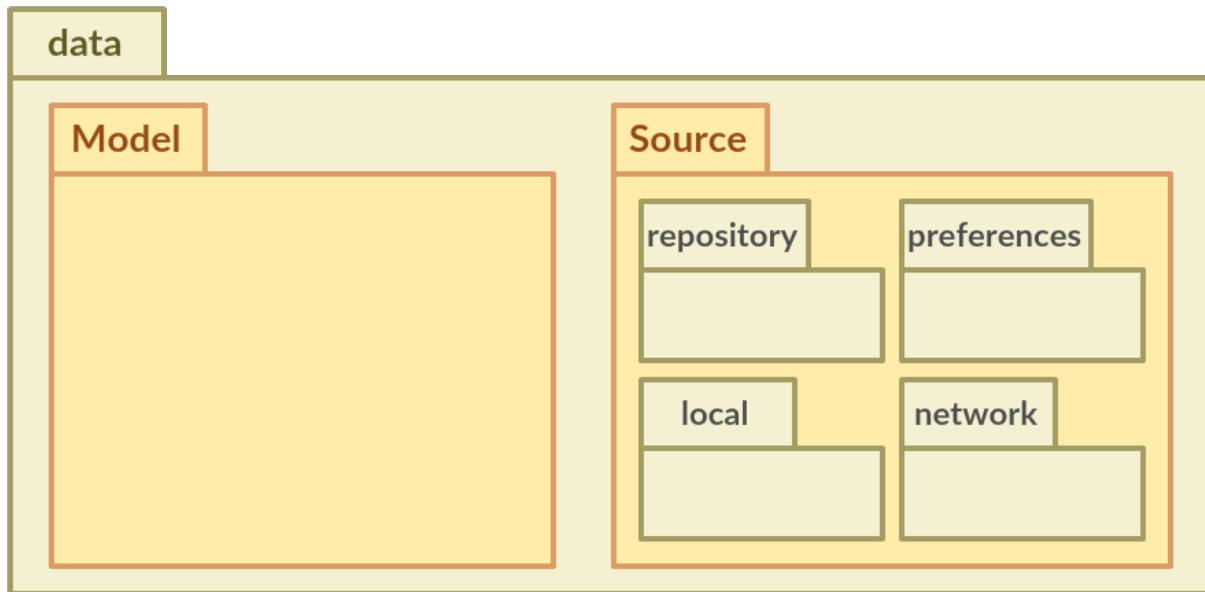 data
Model
Source
repository
preferences
local
network